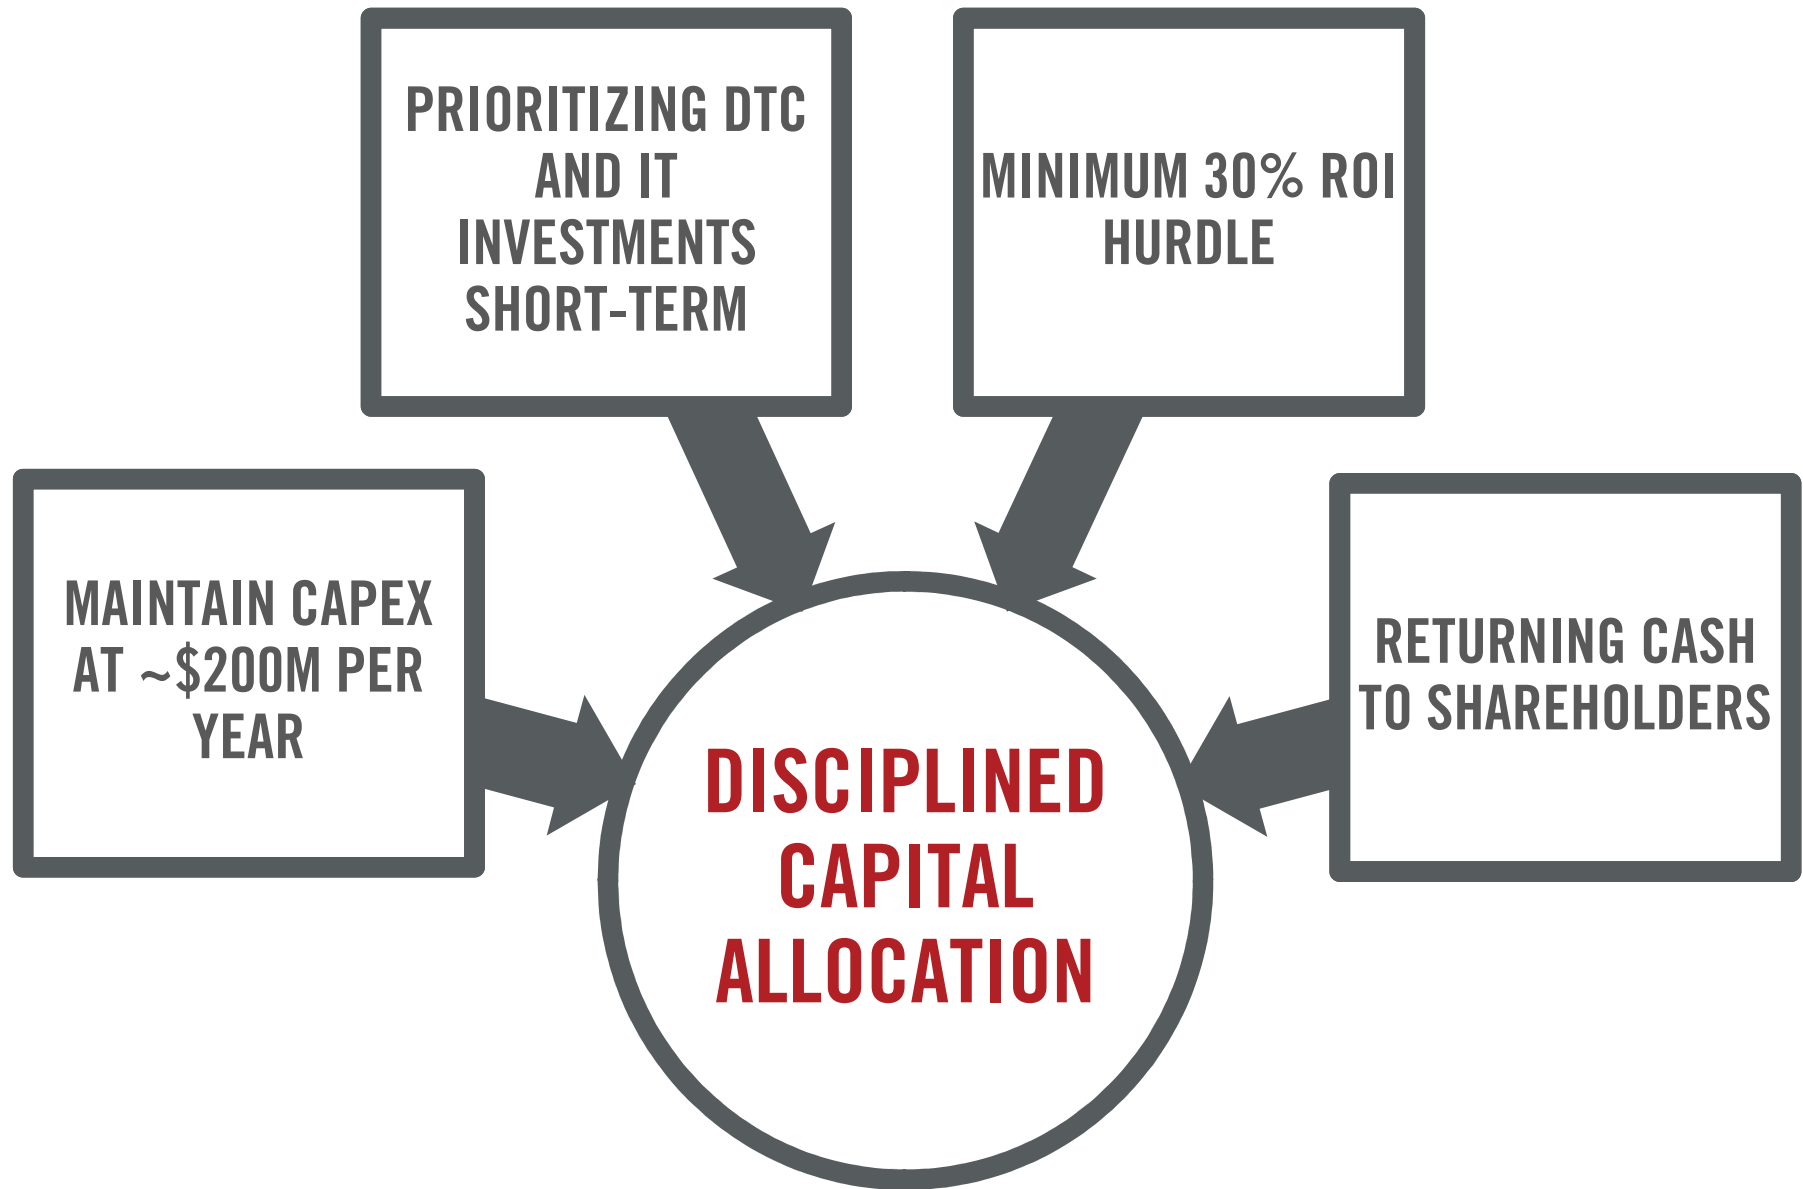 PRIORITIZING DTC
AND IT
INVESTMENTS
SHORT-TERM
MINIMUM 30% ROI
HURDLE
MAINTAIN CAPEX
AT ~$200M PER
YEAR
RETURNING CASH
TO SHAREHOLDERS
DISCIPLINED
CAPITAL
ALLOCATION